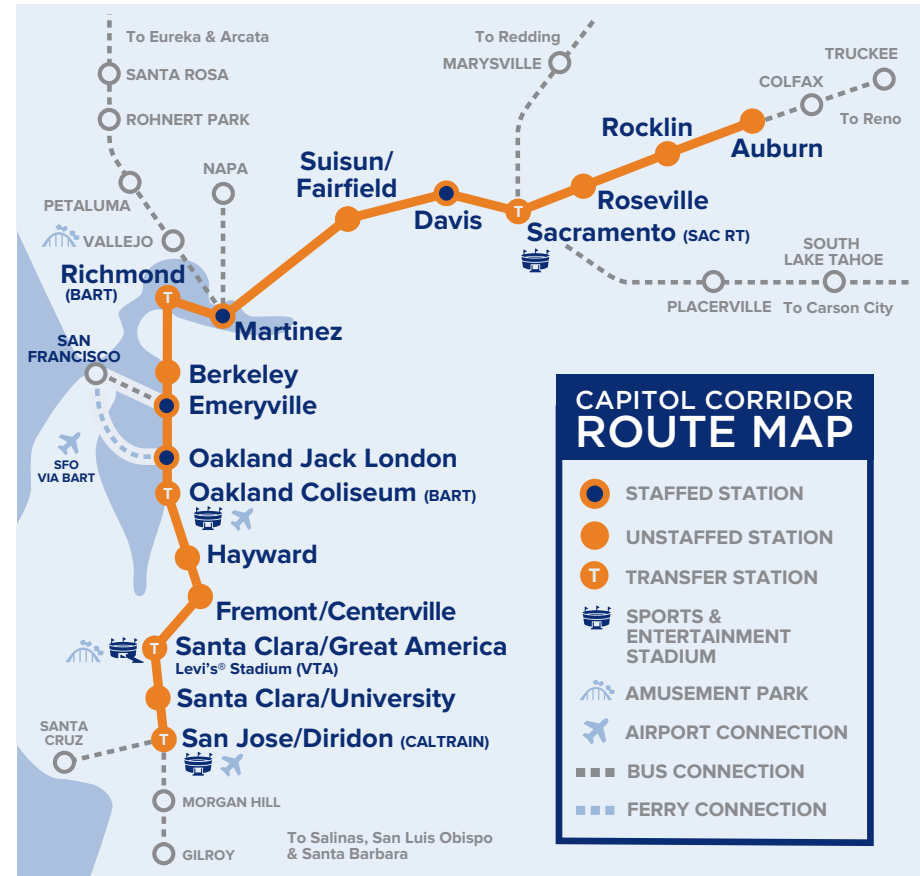 To Eureka & Arcata
SANTA ROSA
ROHNERT PARK
PETALUMA
VALLEJO
NAPA
To Redding
MARYSVILLE
TRUCKEE
COLFAX
To Reno
Rocklin
Auburn
Roseville
Suisun/
Fairfield
Davis
T
Sacramento (SAC RT)
SOUTH
LAKE TAHOE
PLACERVILLE
To Carson City
Richmond
(BART)
T
Martinez
SAN
FRANCISCO
Berkeley
Emeryville
SFO
VIA BART
Oakland Jack London
T
Oakland Coliseum (BART)
Hayward
Fremont/Centerville
T
Santa Clara/Great America
Levi's® Stadium (VTA)
Santa Clara/University
SANTA
CRUZ
T
San Jose/Diridon (CALTRAIN)
MORGAN HILL
GILROY
To Salinas, San Luis Obispo
& Santa Barbara
CAPITOL CORRIDOR
ROUTE MAP
STAFFED STATION
UNSTAFFED STATION
T
TRANSFER STATION
SPORTS &
ENTERTAINMENT
STADIUM
AMUSEMENT PARK
AIRPORT CONNECTION
BUS CONNECTION
FERRY CONNECTION